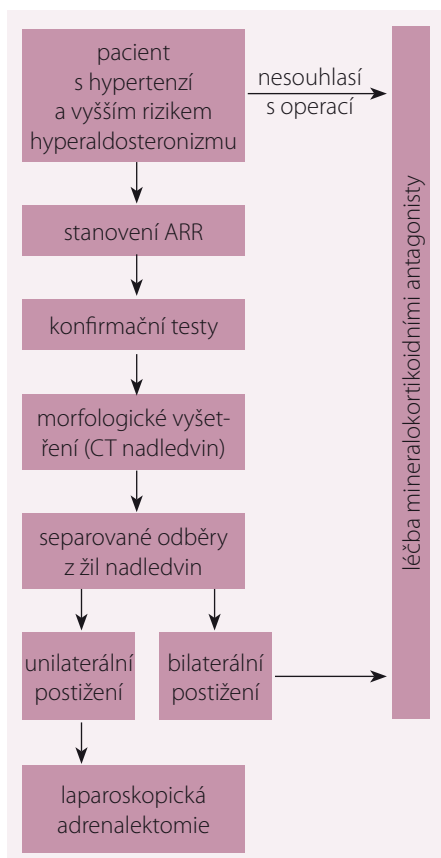 pacient
s hypertenzí
a vyšším rizikem
hyperaldosteronizmu
nesouhlasí
s operací
stanovení ARR
konfirmační testy
morfologické vyšet-
ření (CT nadledvin)
separované odběry
z žil nadledvin
unilaterální
postižení
bilaterální
postižení
laparoskopická
adrenalektomie
léčba mineralokortikoidními antagonisty